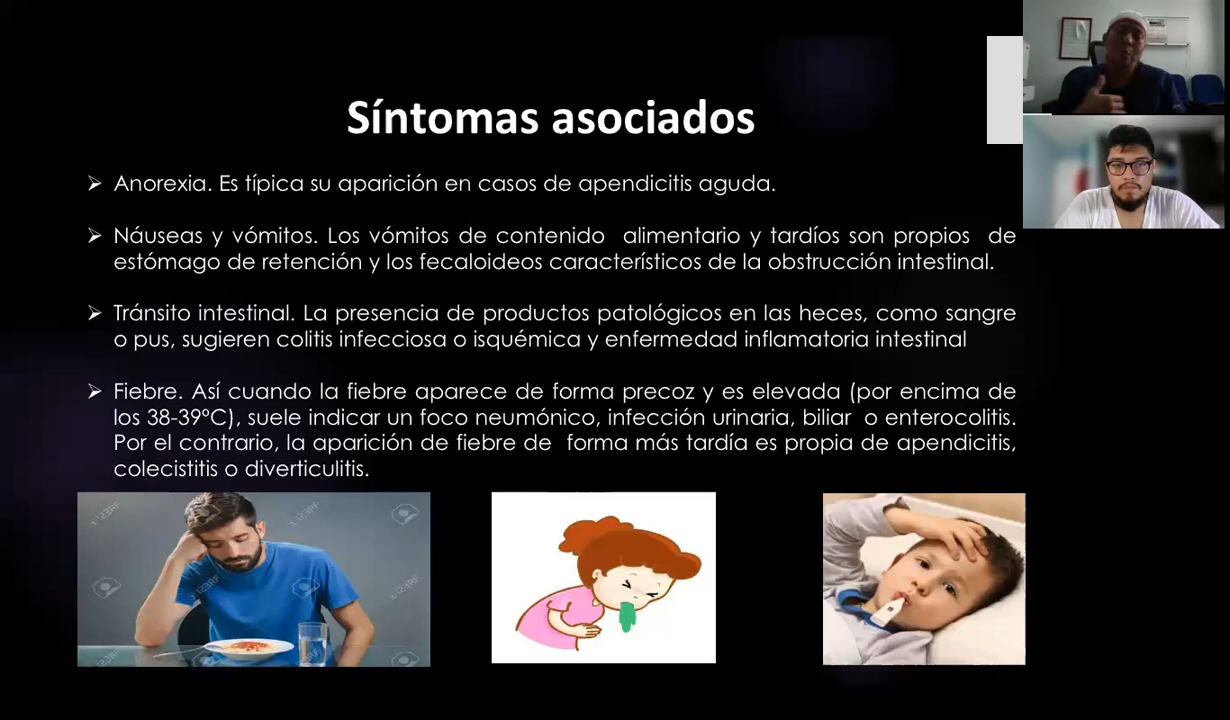 Síntomas asociados
➢ Anorexia. Es típica su aparición en casos de apendicitis aguda.
➢ Náuseas y vómitos. Los vómitos de contenido alimentario y tardíos son propios de
estómago de retención y los fecaloideos característicos de la obstrucción intestinal.
➢ Tránsito intestinal. La presencia de productos patológicos en las heces, como sangre
o pus, sugieren colitis infecciosa o isquémica y enfermedad inflamatoria intestinal
➢ Fiebre. Así cuando la fiebre aparece de forma precoz y es elevada (por encima de
los 38-39ºC), suele indicar un foco neumónico, infección urinaria, biliar o enterocolitis.
Por el contrario, la aparición de fiebre de forma más tardía es propia de apendicitis,
colecistitis o diverticulitis.
123RF
123RF
123RF
123RF